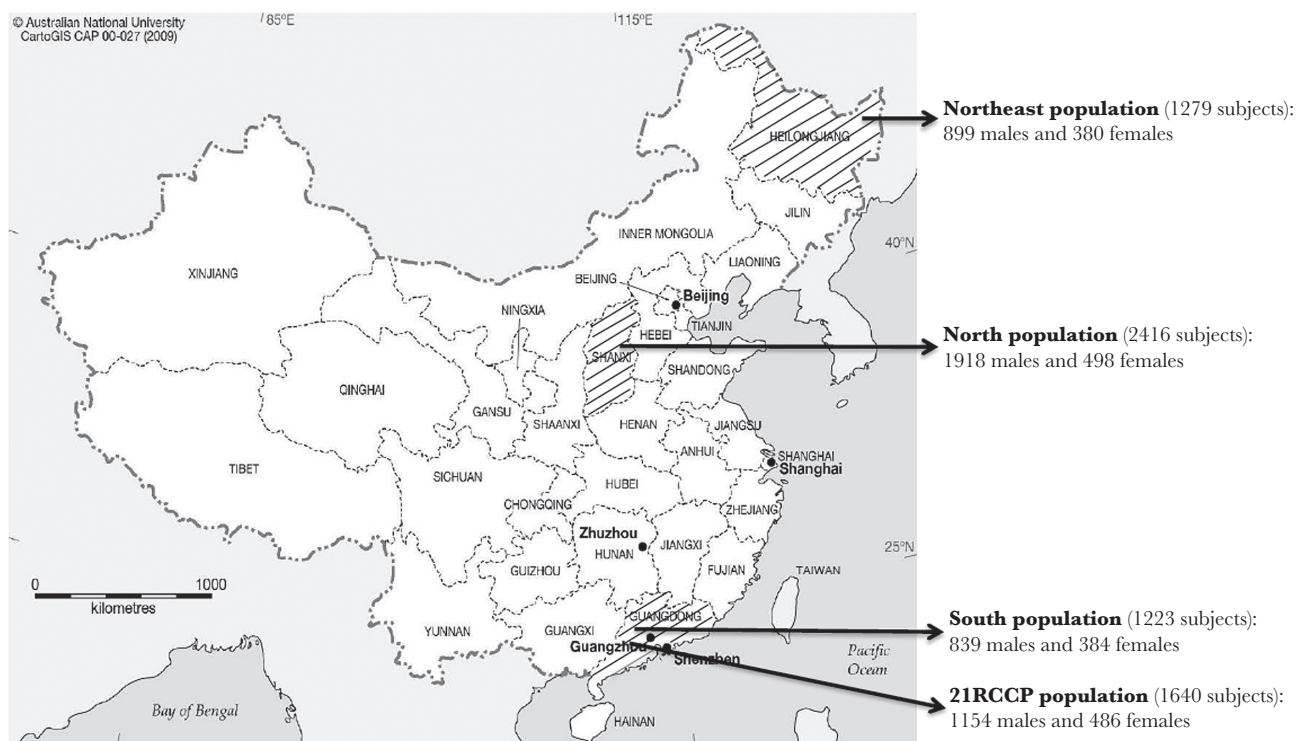 © Australian National University
CartoGIS CAP 00-027 (2009)
85ºE
115ºE
Northeast population (1279 subjects):
899 males and 380 females
HEILONGJIANG
JILIN
INNER MONGOLIA
40ºN
LIAONING
XINJIANG
BEIJING
Beijing
NINGXIA
TIANJIN
HEBEI
North population (2416 subjects):
1918 males and 498 females
SHANXI
SHANDONG
QINGHAI
GANSU
SHAANXI
HENAN
JIANGSU
ANHUI
SHANGHAI
Shanghai
TIBET
SICHUAN
HUBEI
CHONGQING
ZHEJIANG
Zhuzhou
HUNAN
JIANGXI
25ºN
GUIZHOU
FUJIAN
TAIWAN
0
1000
kilometres
GUANGDONG
South population (1223 subjects):
839 males and 384 females
YUNNAN
GUANGXI
Guangzhou
Shenzhen
Pacific
Ocean
21RCCP population (1640 subjects):
1154 males and 486 females
Bay of Bengal
HAINAN